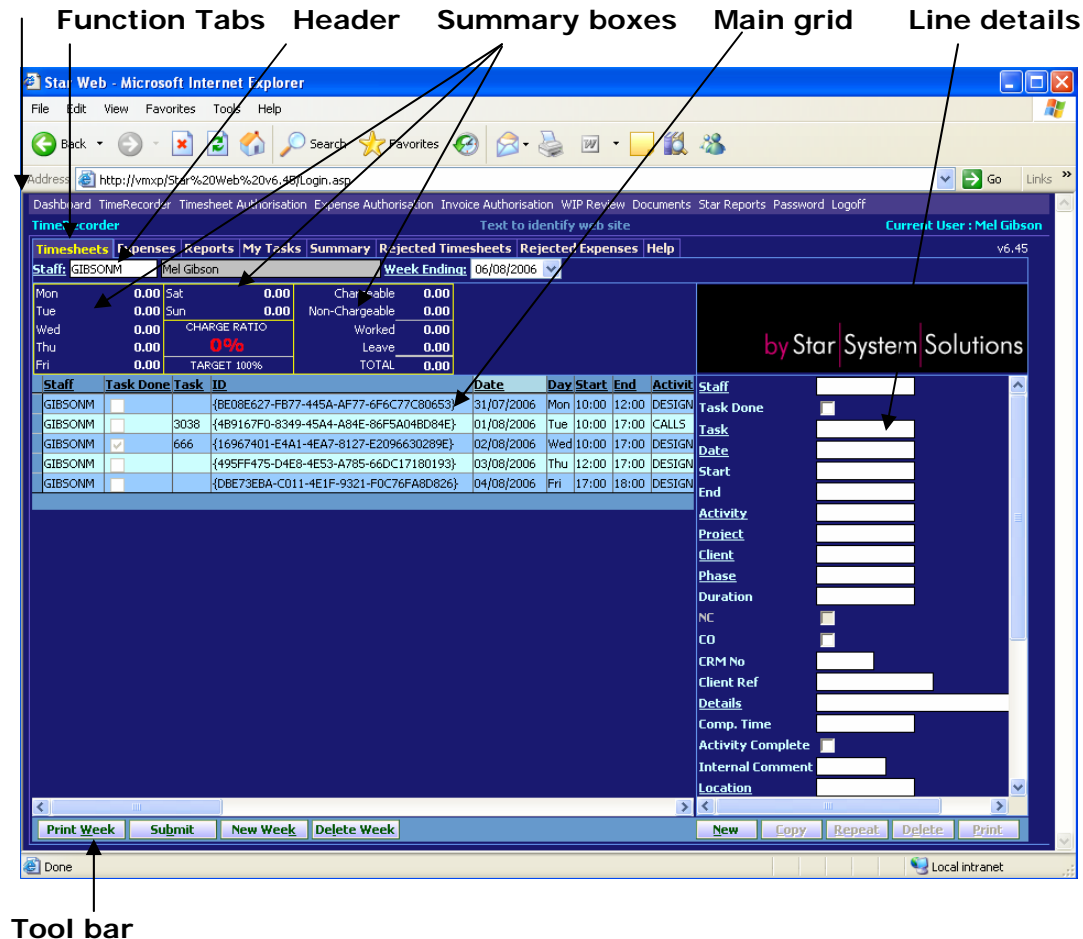 Function Tabs Header Summary boxes Main grid Line details
Star Web - Microsoft Internet Explorer
File Edit View Favorites Tools Help
Back Search Favorites
Address http://vmxp/Star%20Web%20v6.45/Login.asp Go Links
Dashboard TimeRecorder Timesheet Authorisation Expense Authorisation Invoice Authorisation WIP Review Documents Star Reports Password Logoff
TimeRecorder Text to identify web site Current User : Mel Gibson
Timesheets Expenses Reports My Tasks Summary Rejected Timesheets Rejected Expenses Help v6.45
Staff: GIBSONM Mel Gibson Week Ending: 06/08/2006
Mon 0.00 Sat 0.00 Chargeable 0.00
Tue 0.00 Sun 0.00 Non-Chargeable 0.00
Wed 0.00 CHARGE RATIO Worked 0.00
Thu 0.00 0% Leave 0.00
Fri 0.00 TARGET 100% TOTAL 0.00
by Star System Solutions
Staff Task Done Task ID Date Day Start End Activit
GIBSONM {BE08E627-FB77-445A-AF77-6F6C77C80653} 31/07/2006 Mon 10:00 12:00 DESIGN
GIBSONM 3038 {4B9167F0-8349-45A4-A84E-86F5A04BD84E} 01/08/2006 Tue 10:00 17:00 CALLS
GIBSONM 666 {16967401-E4A1-4EA7-8127-E2096630289E} 02/08/2006 Wed 10:00 17:00 DESIGN
GIBSONM {495FF475-D4E8-4E53-A785-66DC17180193} 03/08/2006 Thu 12:00 17:00 DESIGN
GIBSONM {DBE73EBA-C011-4E1F-9321-F0C76FA8D826} 04/08/2006 Fri 17:00 18:00 DESIGN
Staff
Task Done
Task
Date
Start
End
Activity
Project
Client
Phase
Duration
NC
CO
CRM No
Client Ref
Details
Comp. Time
Activity Complete
Internal Comment
Location
Print Week Submit New Week Delete Week New Copy Repeat Delete Print
Done Local intranet
Tool bar